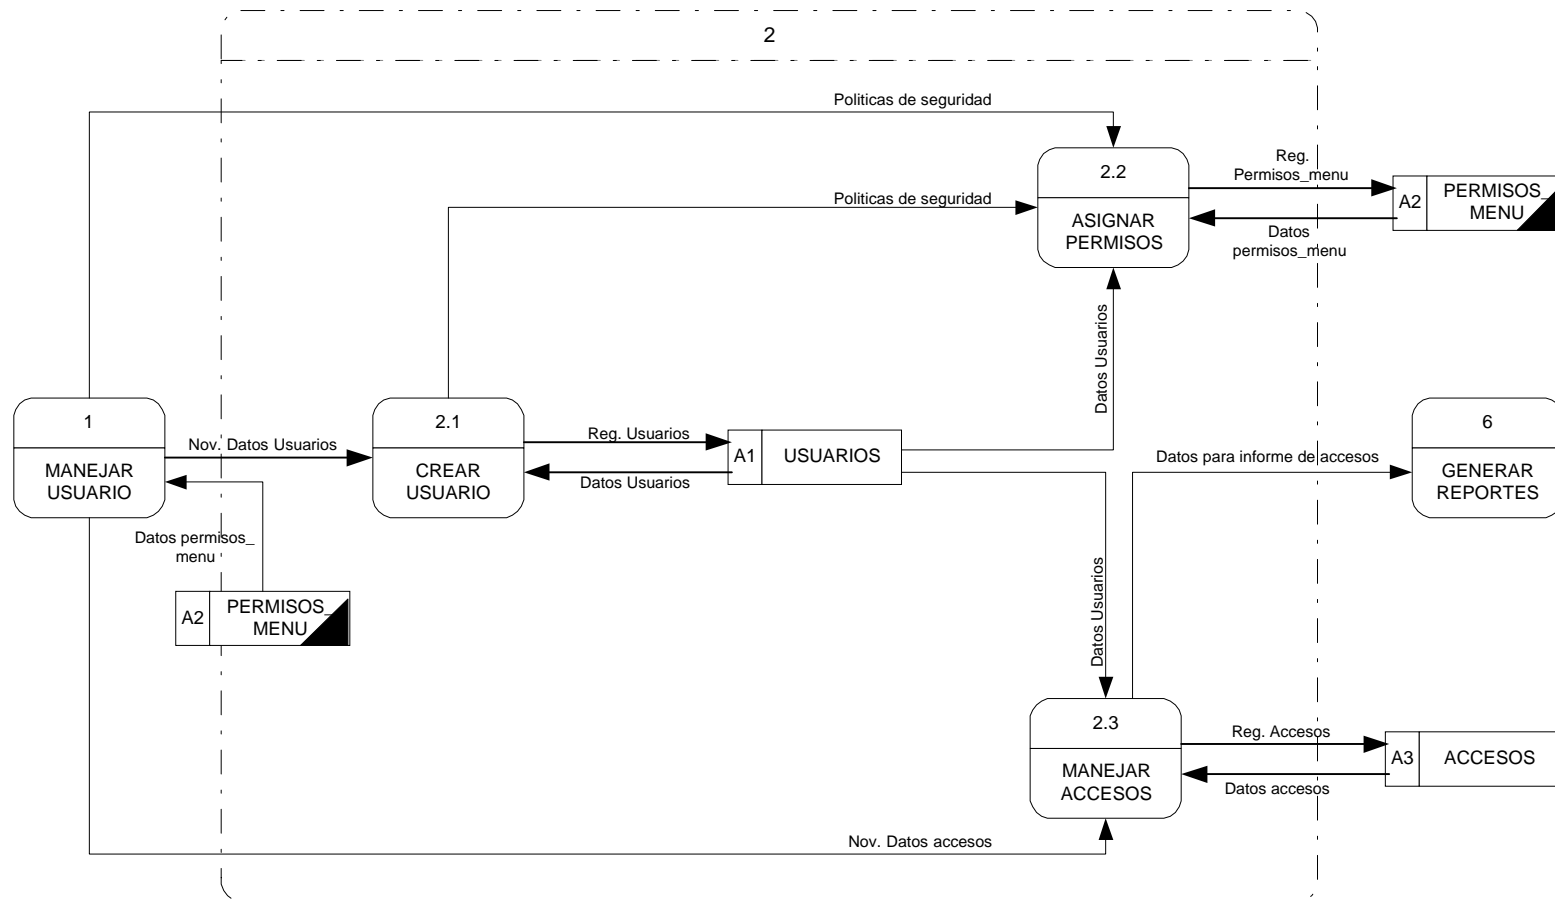 2
Politicas de seguridad
2.2
ASIGNAR
PERMISOS
Reg.
Permisos_menu
A2
PERMISOS_
MENU
Datos
permisos_menu
Politicas de seguridad
Datos Usuarios
1
MANEJAR
USUARIO
Nov. Datos Usuarios
2.1
CREAR
USUARIO
Reg. Usuarios
Datos Usuarios
A1
USUARIOS
Datos para informe de accesos
6
GENERAR
REPORTES
Datos permisos_
menu
A2
PERMISOS_
MENU
Datos Usuarios
2.3
MANEJAR
ACCESOS
Reg. Accesos
Datos accesos
A3
ACCESOS
Nov. Datos accesos